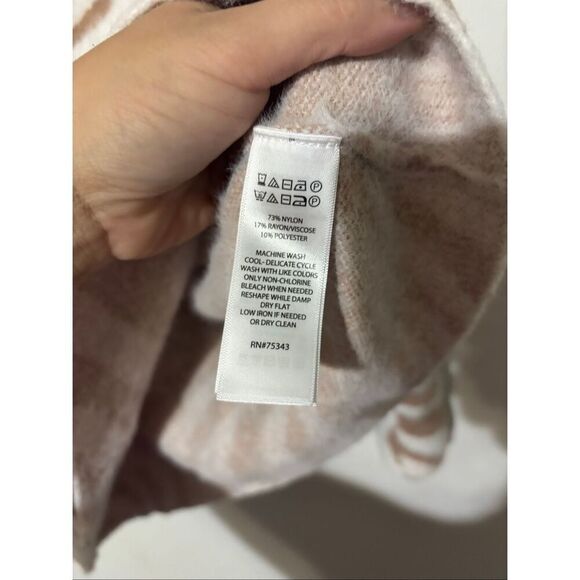 73% NYLON
17% RAYON/VISCOSE
10% POLYESTER
MACHINE WASH
COOL- DELICATE CYCLE
WASH WITH LIKE COLORS
ONLY NON-CHLORINE
BLEACH WHEN NEEDED
RESHAPE WHILE DAMP
DRY FLAT
LOW IRON IF NEEDED
OR DRY CLEAN
RN#75343